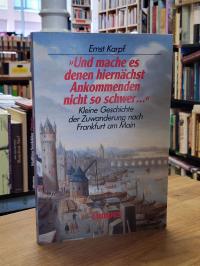 Ernst Karpf
»Und mache es
denen hiernächst
Ankommenden
nicht so schwer...«
Kleine Geschichte
der Zuwanderung nach
Frankfurt am Main